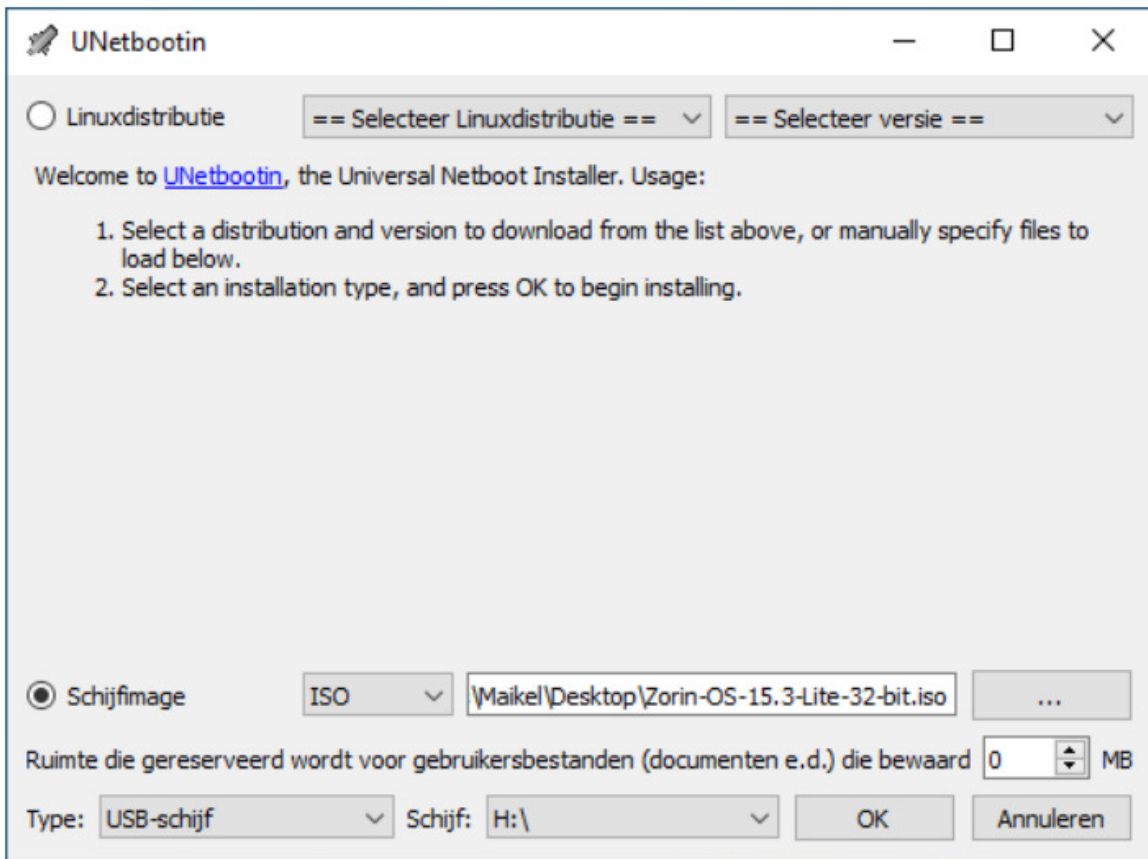 UNetbootin
Linuxdistributie == Selecteer Linuxdistributie == == Selecteer versie ==
Welcome to UNetbootin, the Universal Netboot Installer. Usage:
1. Select a distribution and version to download from the list above, or manually specify files to
load below.
2. Select an installation type, and press OK to begin installing.
Schijfimage ISO \Maikel\Desktop\Zorin-OS-15.3-Lite-32-bit.iso ...
Ruimte die gereserveerd wordt voor gebruikersbestanden (documenten e.d.) die bewaard 0 MB
Type: USB-schijf Schijf: H:\ OK Annuleren